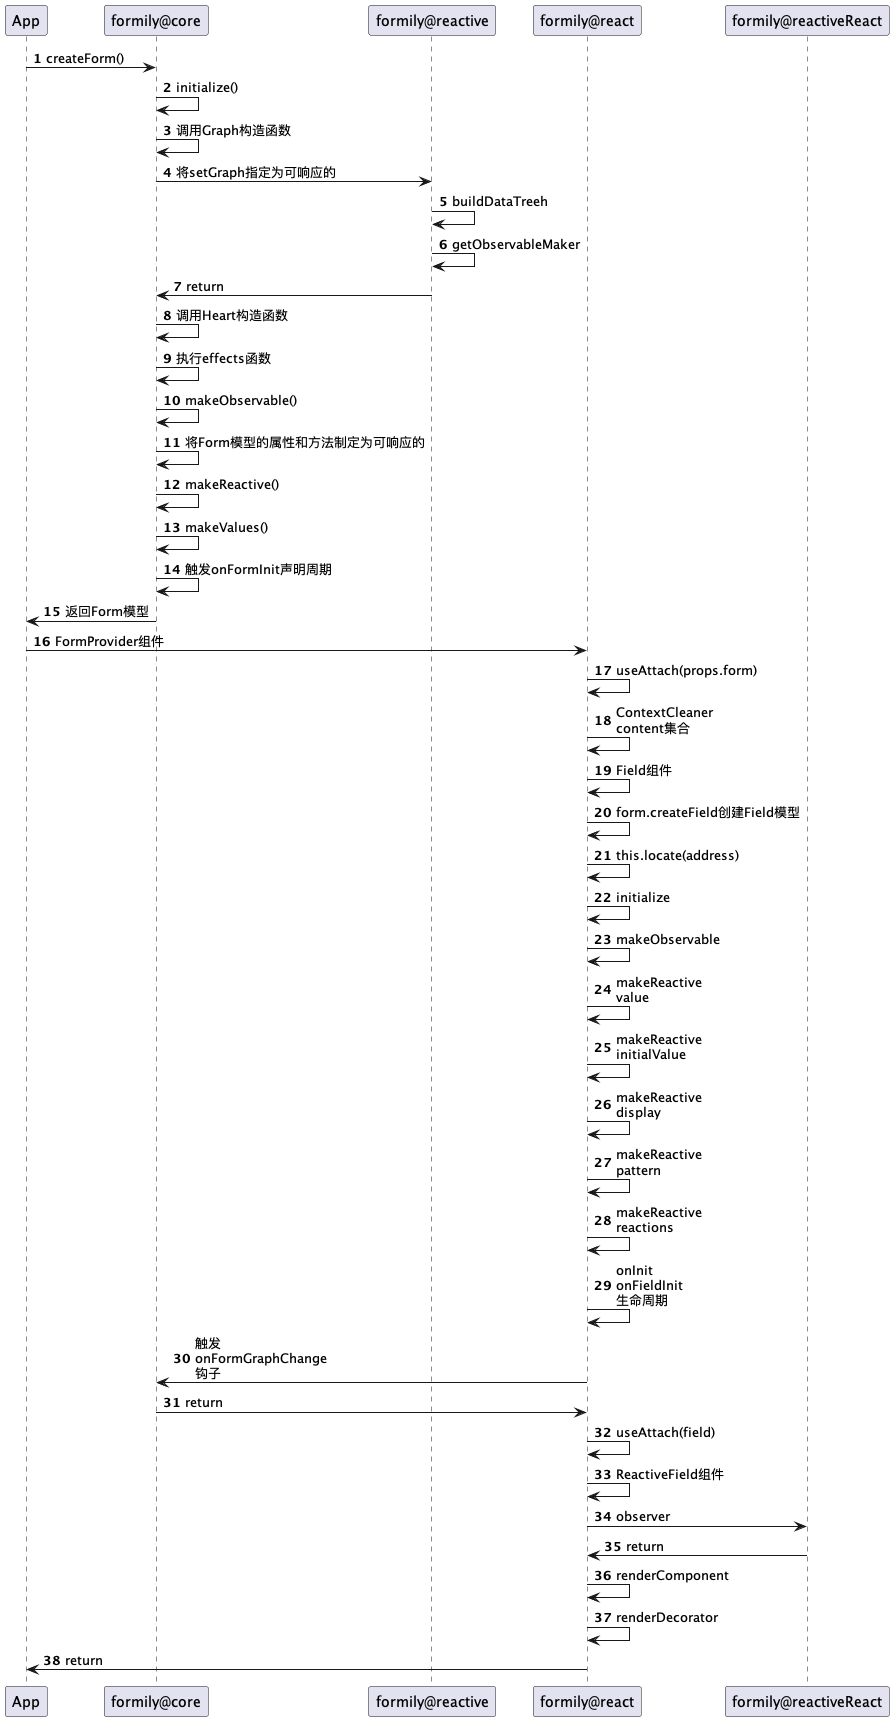 App
formily@core
formily@reactive
formily@react
formily@reactiveReact
1 createForm()
2 initialize()
3 调用Graph构造函数
4 将setGraph指定为可响应的
5 buildDataTreeh
6 getObservableMaker
7 return
8 调用Heart构造函数
9 执行effects函数
10 makeObservable()
11 将Form模型的属性和方法制定为可响应的
12 makeReactive()
13 makeValues()
14 触发onFormInit声明周期
15 返回Form模型
16 FormProvider组件
17 useAttach(props.form)
18 ContextCleaner
content集合
19 Field组件
20 form.createField创建Field模型
21 this.locate(address)
22 initialize
23 makeObservable
24 makeReactive
value
25 makeReactive
initialValue
26 makeReactive
display
27 makeReactive
pattern
28 makeReactive
reactions
onInit
29 onFieldInit
生命周期
触发
30 onFormGraphChange
钩子
31 return
32 useAttach(field)
33 ReactiveField组件
34 observer
35 return
36 renderComponent
37 renderDecorator
38 return
App
formily@core
formily@reactive
formily@react
formily@reactiveReact